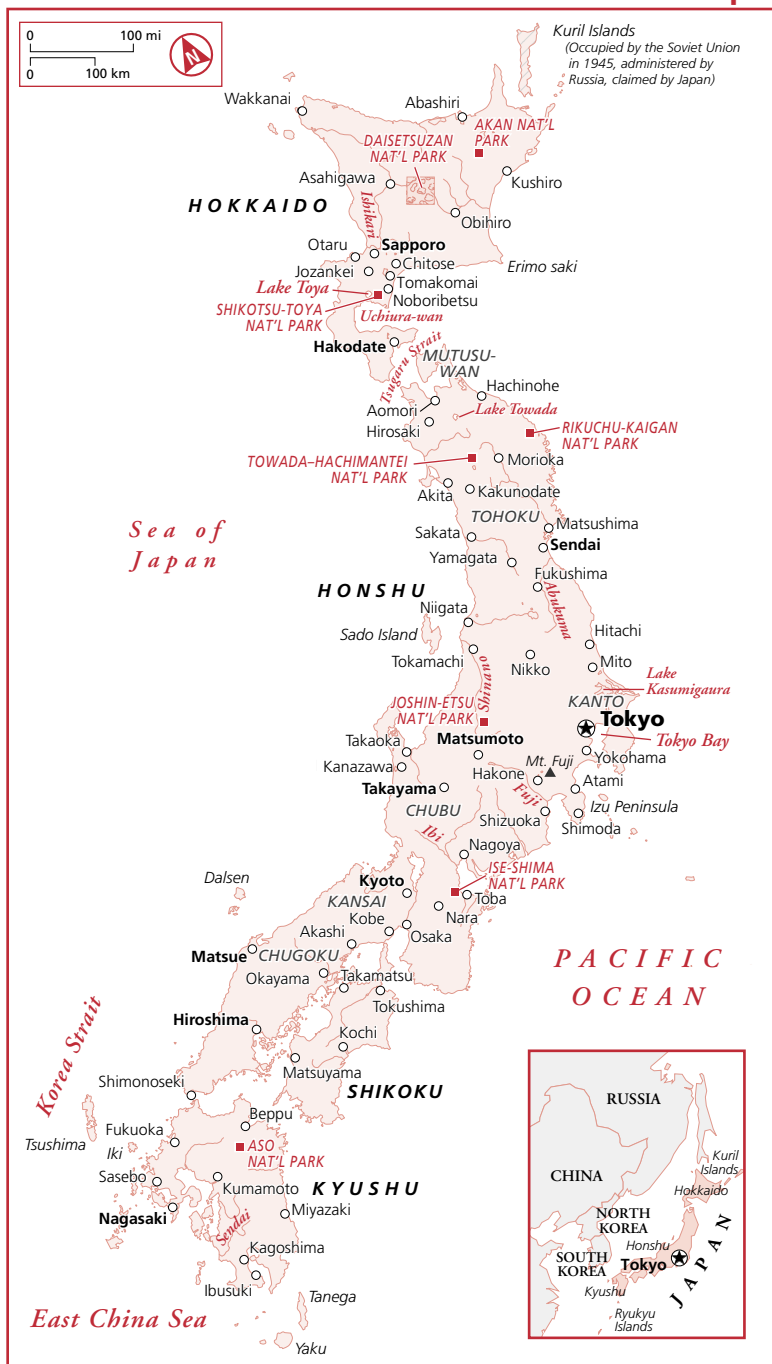 0 100 mi
0 100 km
N
Kuril Islands
(Occupied by the Soviet Union
in 1945, administered by
Russia, claimed by Japan)
Wakkanai
Abashiri
AKAN NAT'L
PARK
DAISETSUZAN
NAT'L PARK
Asahigawa
Kushiro
HOKKAIDO
Ishikari
Obihiro
Otaru
Sapporo
Chitose
Jozankei
Erimo saki
Tomakomai
Lake Toya
Noboribetsu
SHIKOTSU-TOYA
NAT'L PARK
Uchiura-wan
Hakodate
Tsugaru Strait
MUTUSU-
WAN
Hachinohe
Aomori
Lake Towada
Hirosaki
RIKUCHU-KAIGAN
NAT'L PARK
TOWADA–HACHIMANTEI
NAT'L PARK
Morioka
Akita
Kakunodate
TOHOKU
Sea of
Japan
Matsushima
Sakata
Sendai
Yamagata
Fukushima
HONSHU
Abukuma
Niigata
Sado Island
Hitachi
Tokamachi
Nikko
Mito
Shinano
Lake
Kasumigaura
JOSHIN-ETSU
NAT'L PARK
KANTO
Tokyo
Tokyo Bay
Matsumoto
Takaoka
Yokohama
Mt. Fuji
Kanazawa
Hakone
Atami
Takayama
Fuji
Izu Peninsula
CHUBU
Shizuoka
Shimoda
Ibi
Nagoya
ISE-SHIMA
NAT'L PARK
Dalsen
Kyoto
Toba
KANSAI
Nara
Kobe
Akashi
Osaka
Matsue
CHUGOKU
PACIFIC
OCEAN
Okayama
Takamatsu
Tokushima
Hiroshima
Kochi
Korea Strait
Matsuyama
Shimonoseki
SHIKOKU
Beppu
Fukuoka
Tsushima
Iki
ASO
NAT'L PARK
Sasebo
Kumamoto
KYUSHU
Nagasaki
Miyazaki
Sendai
Kagoshima
Ibusuki
Tanega
East China Sea
Yaku
RUSSIA
Kuril
Islands
CHINA
Hokkaido
NORTH
KOREA
Honshu
SOUTH
KOREA
Tokyo
JAPAN
Kyushu
Ryukyu
Islands